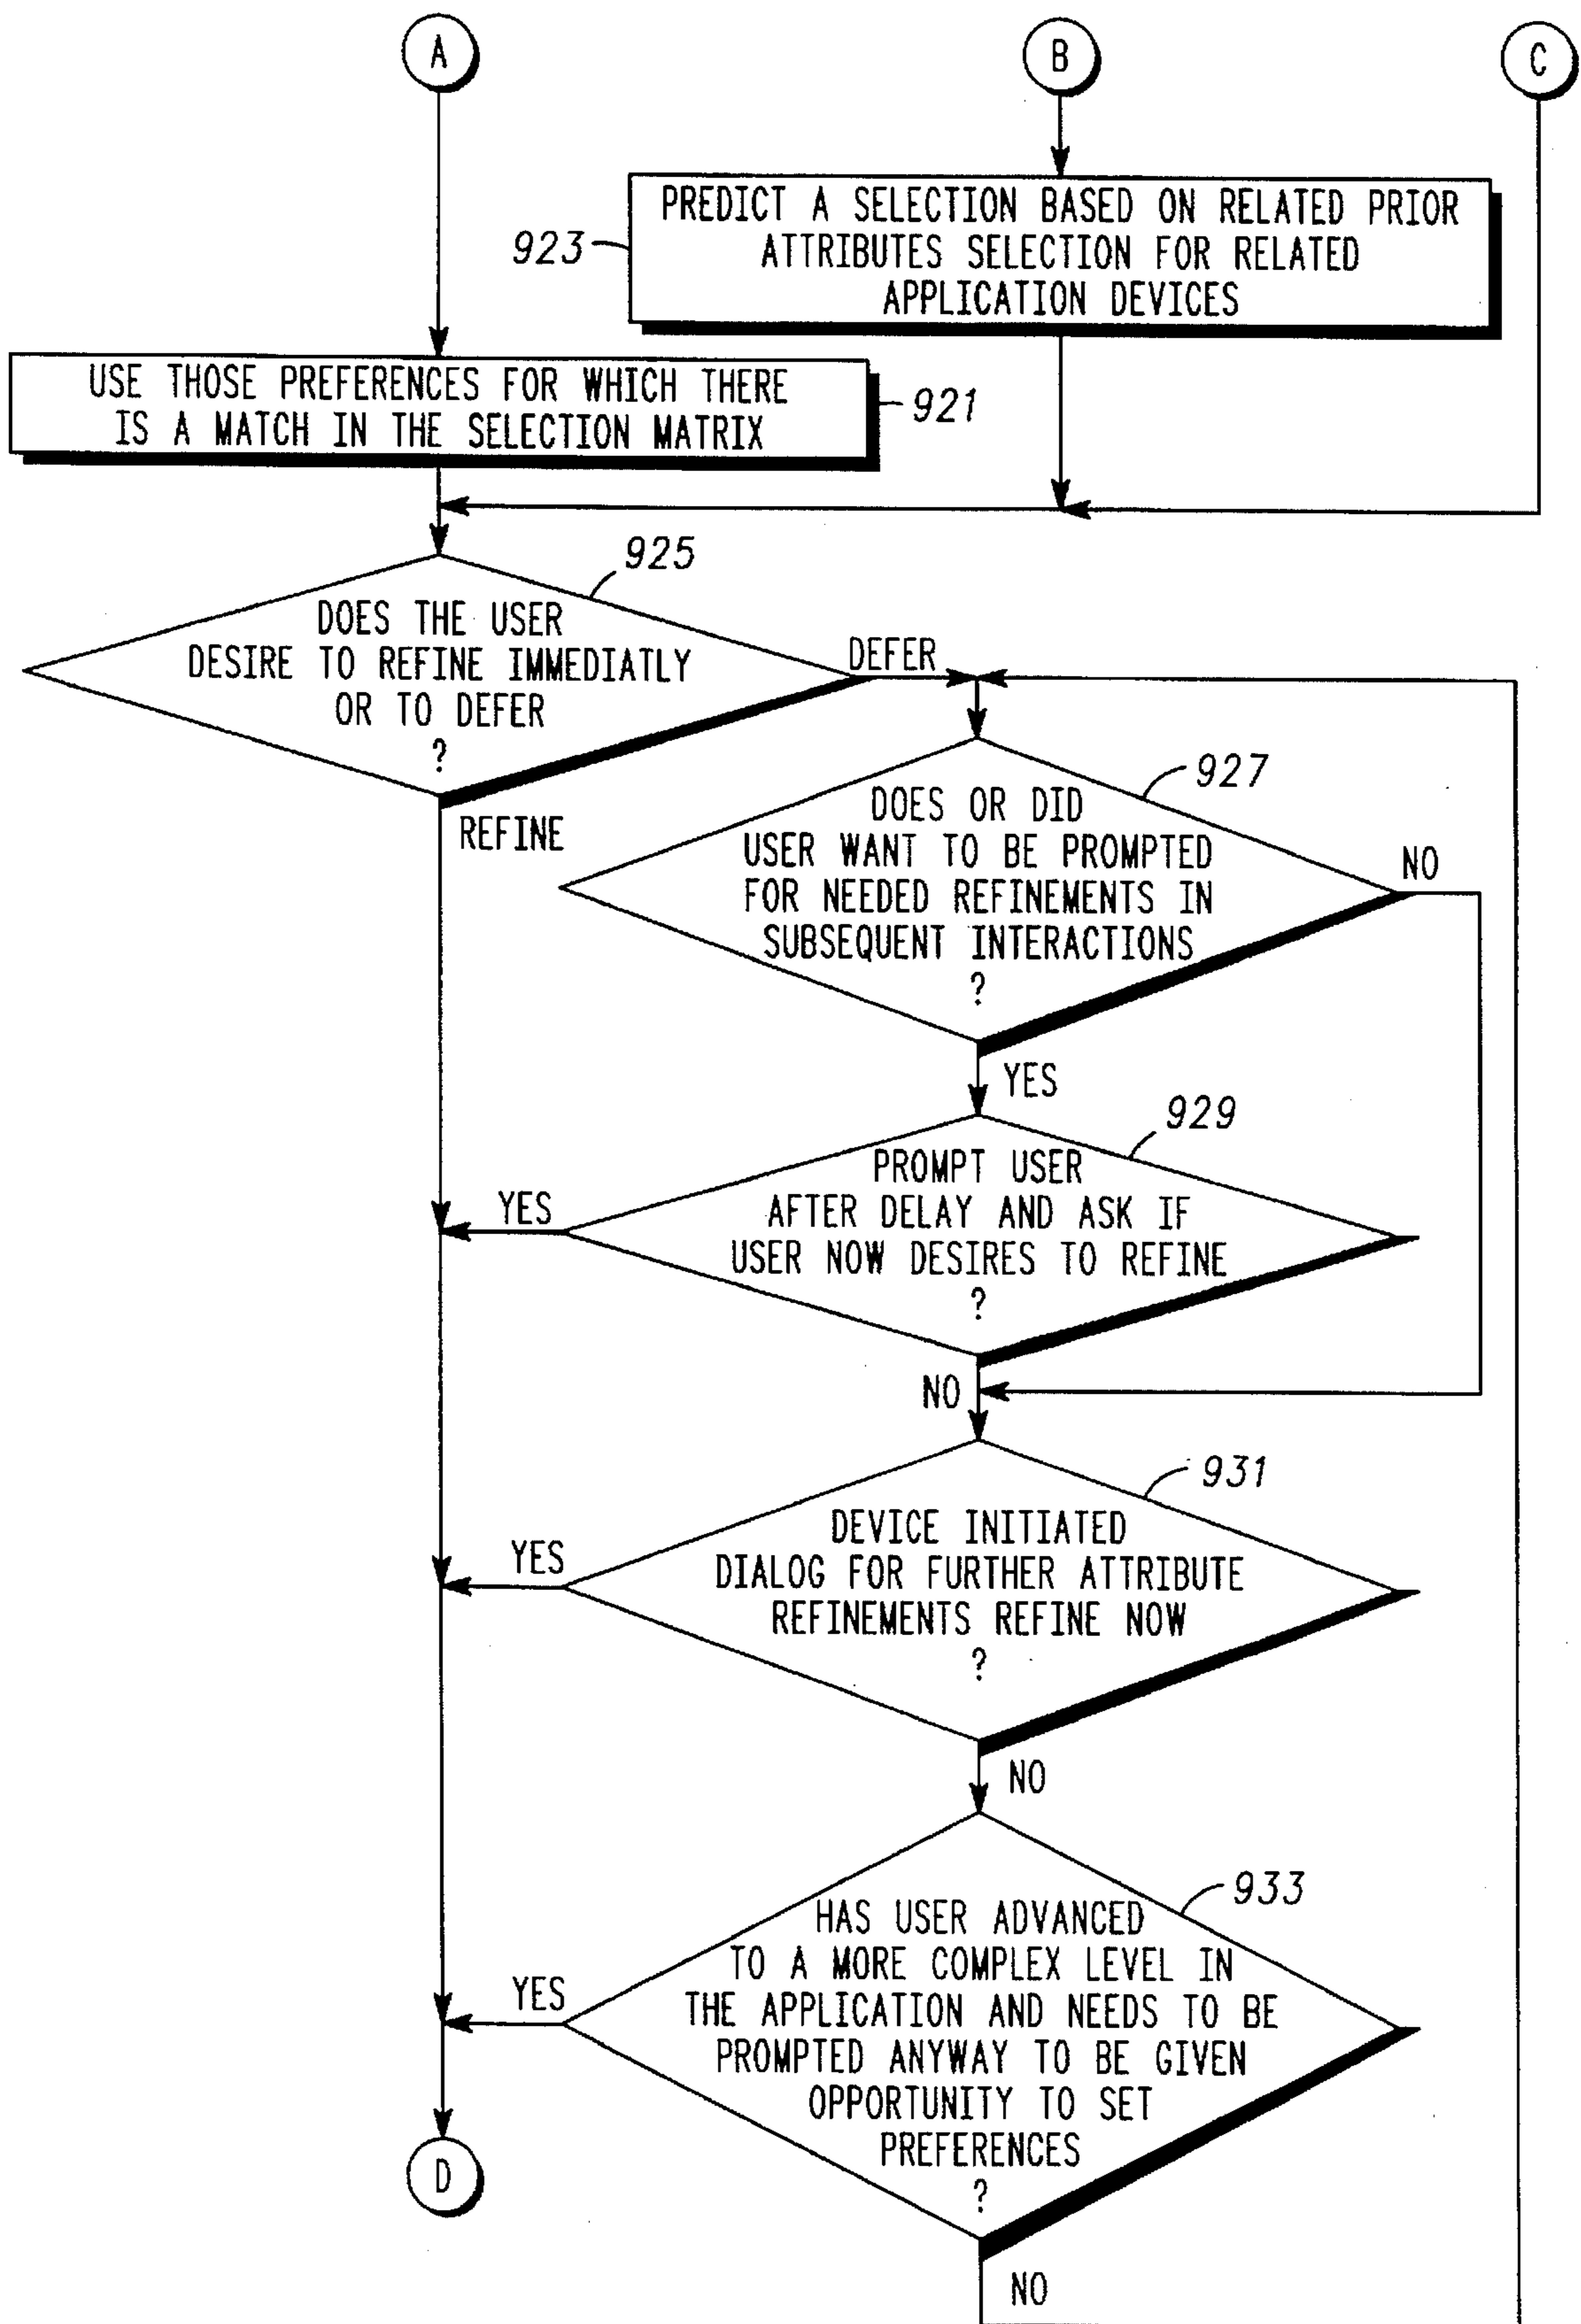 A
B
C
PREDICT A SELECTION BASED ON RELATED PRIOR
ATTRIBUTES SELECTION FOR RELATED
APPLICATION DEVICES
923
USE THOSE PREFERENCES FOR WHICH THERE
IS A MATCH IN THE SELECTION MATRIX
921
925
DOES THE USER
DESIRE TO REFINE IMMEDIATLY
OR TO DEFER
?
DEFER
REFINE
927
DOES OR DID
USER WANT TO BE PROMPTED
FOR NEEDED REFINEMENTS IN
SUBSEQUENT INTERACTIONS
?
NO
YES
929
PROMPT USER
AFTER DELAY AND ASK IF
USER NOW DESIRES TO REFINE
?
YES
NO
931
DEVICE INITIATED
DIALOG FOR FURTHER ATTRIBUTE
REFINEMENTS REFINE NOW
?
YES
NO
933
HAS USER ADVANCED
TO A MORE COMPLEX LEVEL IN
THE APPLICATION AND NEEDS TO BE
PROMPTED ANYWAY TO BE GIVEN
OPPORTUNITY TO SET
PREFERENCES
?
YES
D
NO